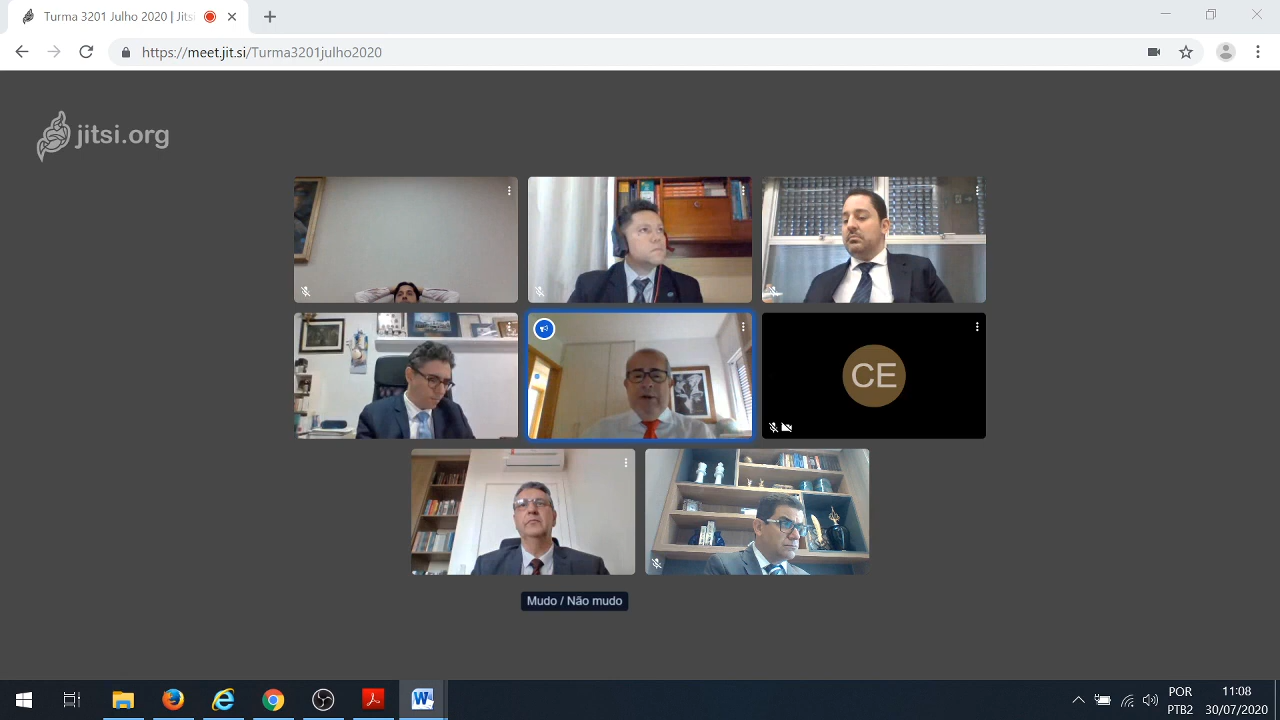 Turma 3201 Julho 2020 | Jits
https://meet.jit.si/Turma3201julho2020
jitsi.org
CE
Mudo / Não mudo
POR
11:08
PTB2
30/07/2020